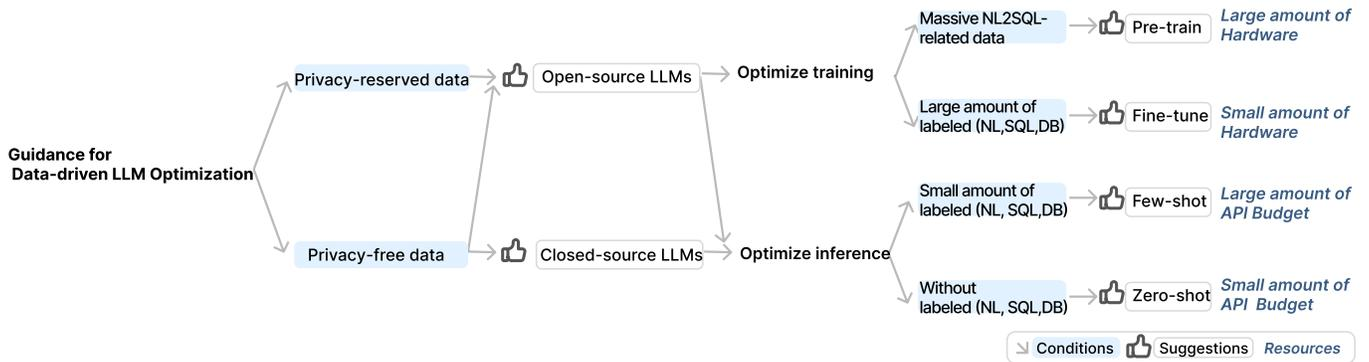 Guidance for
Data-driven LLM Optimization
Privacy-reserved data
Open-source LLMs
Optimize training
Massive NL2SQL-
related data
Pre-train
Large amount of
Hardware
Large amount of
labeled (NL,SQL,DB)
Fine-tune
Small amount of
Hardware
Privacy-free data
Closed-source LLMs
Optimize inference
Small amount of
labeled (NL, SQL,DB)
Few-shot
Large amount of
API Budget
Without
labeled (NL, SQL,DB)
Zero-shot
Small amount of
API Budget
Conditions
Suggestions
Resources